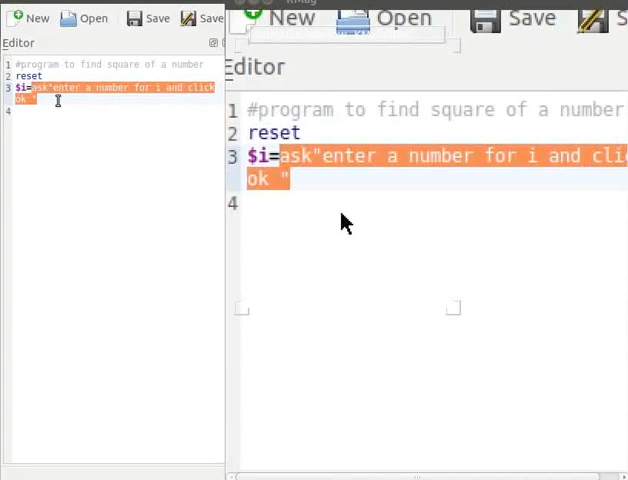 New Open Save Save
Editor
1 #program to find square of a number
2 reset
3 $i=ask"enter a number for i and click
ok "
4
New Open Save S
Editor
1 #program to find square of a number
2 reset
3 $i=ask"enter a number for i and clic
ok "
4